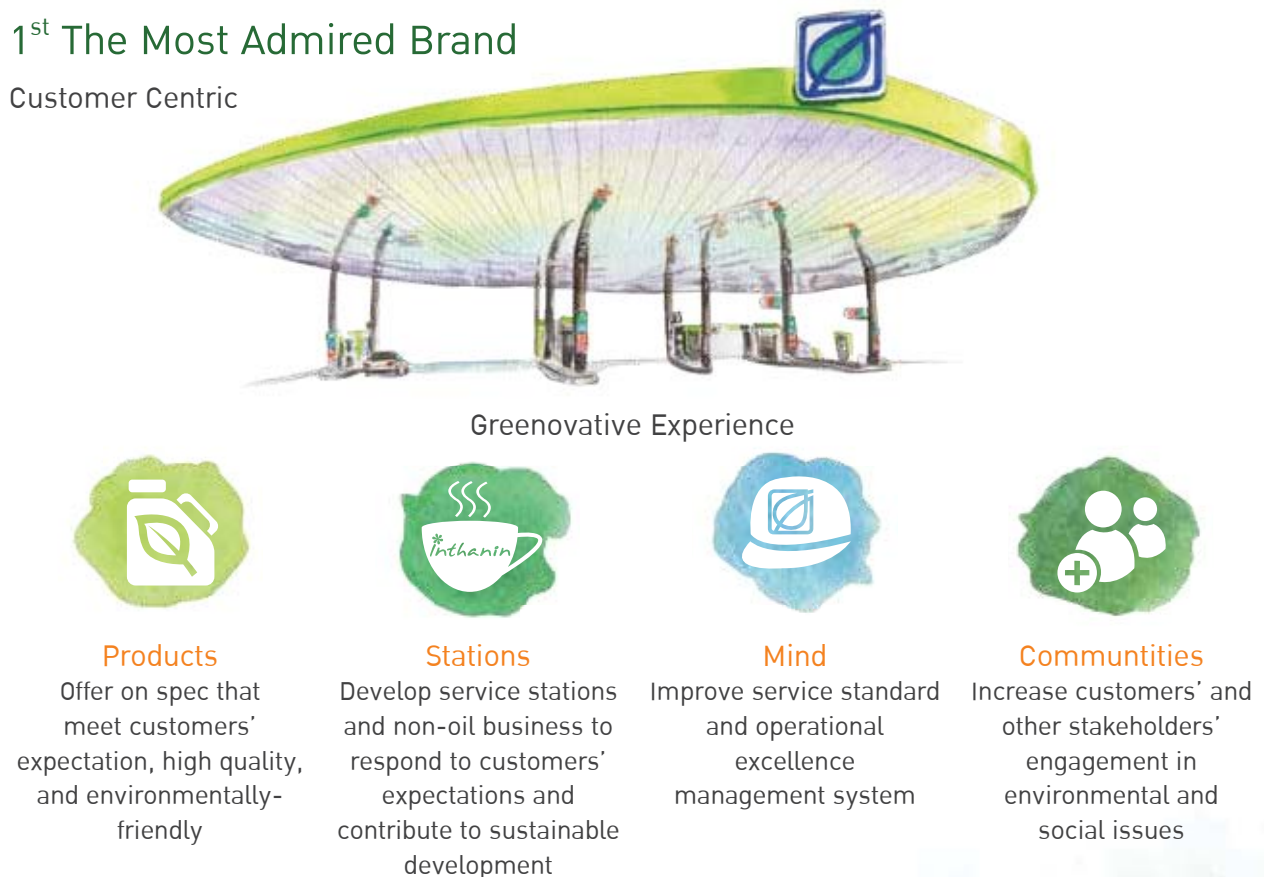 1st The Most Admired Brand
Customer Centric
Greenovative Experience
inthanin
Products
Offer on spec that
meet customers’
expectation, high quality,
and environmentally-
friendly
Stations
Develop service stations
and non-oil business to
respond to customers’
expectations and
contribute to sustainable
development
Mind
Improve service standard
and operational
excellence
management system
Communtities
Increase customers’ and
other stakeholders’
engagement in
environmental and
social issues